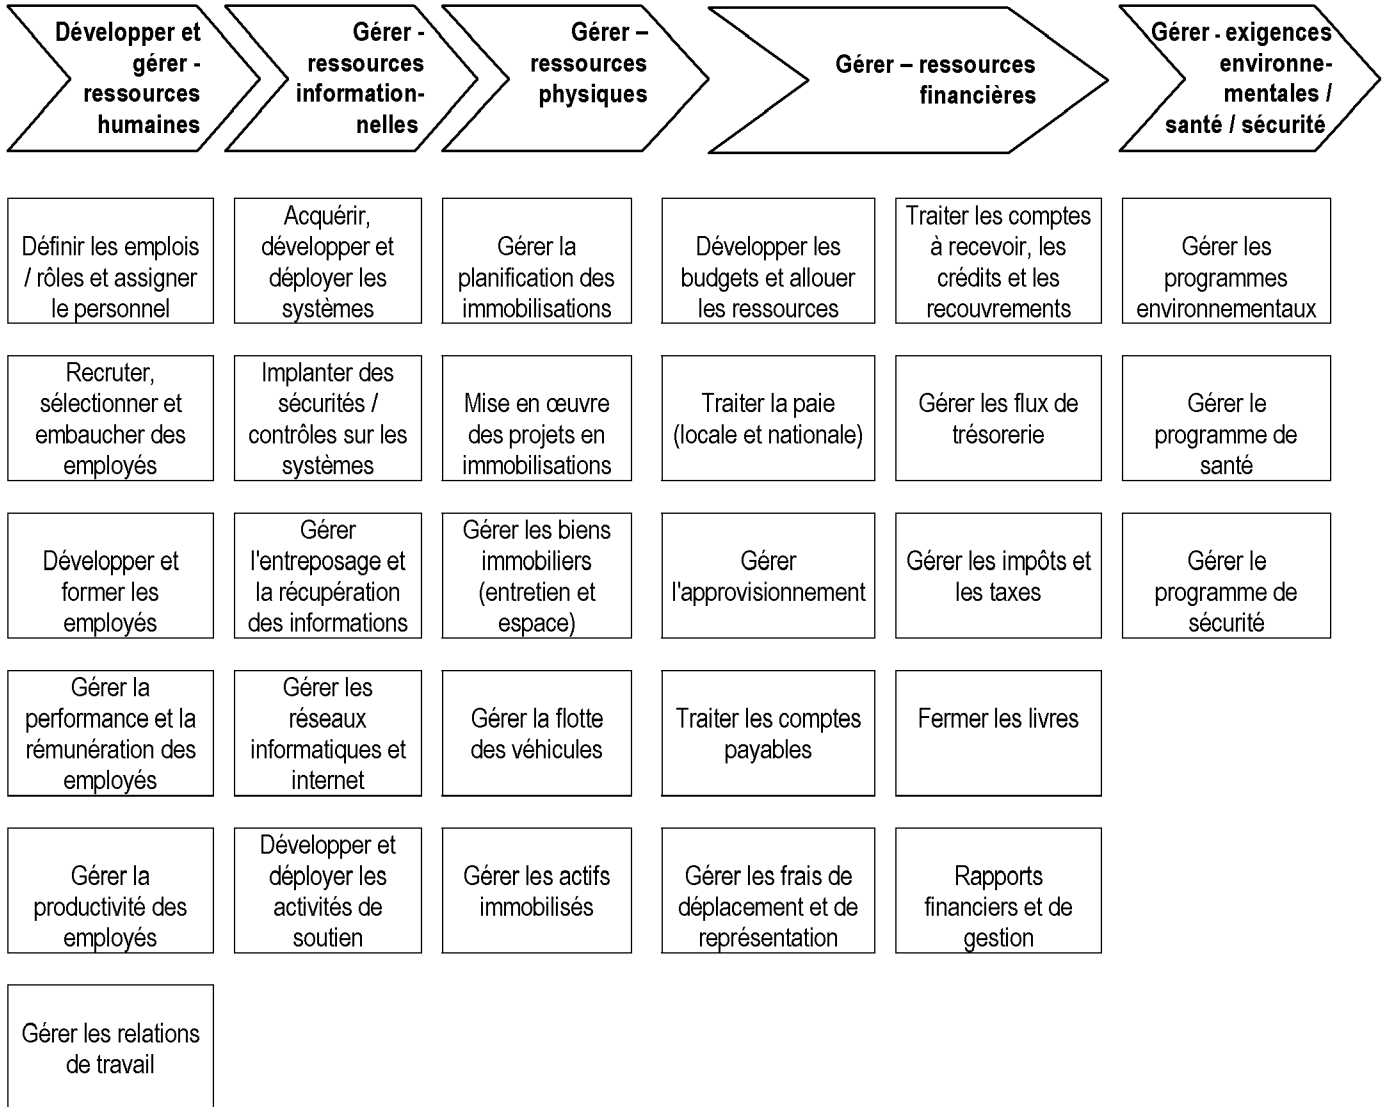 Développer et
gérer -
ressources
humaines
Gérer -
ressources
information-
nelles
Gérer –
ressources
physiques
Gérer – ressources
financières
Gérer - exigences
environne-
mentales /
santé / sécurité
Définir les emplois
/ rôles et assigner
le personnel
Acquérir,
développer et
déployer les
systèmes
Gérer la
planification des
immobilisations
Développer les
budgets et allouer
les ressources
Traiter les comptes
à recevoir, les
crédits et les
recouvrements
Gérer les
programmes
environnementaux
Recruter,
sélectionner et
embaucher des
employés
Implanter des
sécurités /
contrôles sur les
systèmes
Mise en œuvre
des projets en
immobilisations
Traiter la paie
(locale et nationale)
Gérer les flux de
trésorerie
Gérer le
programme de
santé
Développer et
former les
employés
Gérer
l'entreposage et
la récupération
des informations
Gérer les biens
immobiliers
(entretien et
espace)
Gérer
l'approvisionnement
Gérer les impôts et
les taxes
Gérer le
programme de
sécurité
Gérer la
performance et la
rémunération des
employés
Gérer les
réseaux
informatiques et
internet
Gérer la flotte
des véhicules
Traiter les comptes
payables
Fermer les livres
Gérer la
productivité des
employés
Développer et
déployer les
activités de
soutien
Gérer les actifs
immobilisés
Gérer les frais de
déplacement et de
représentation
Rapports
financiers et de
gestion
Gérer les relations
de travail